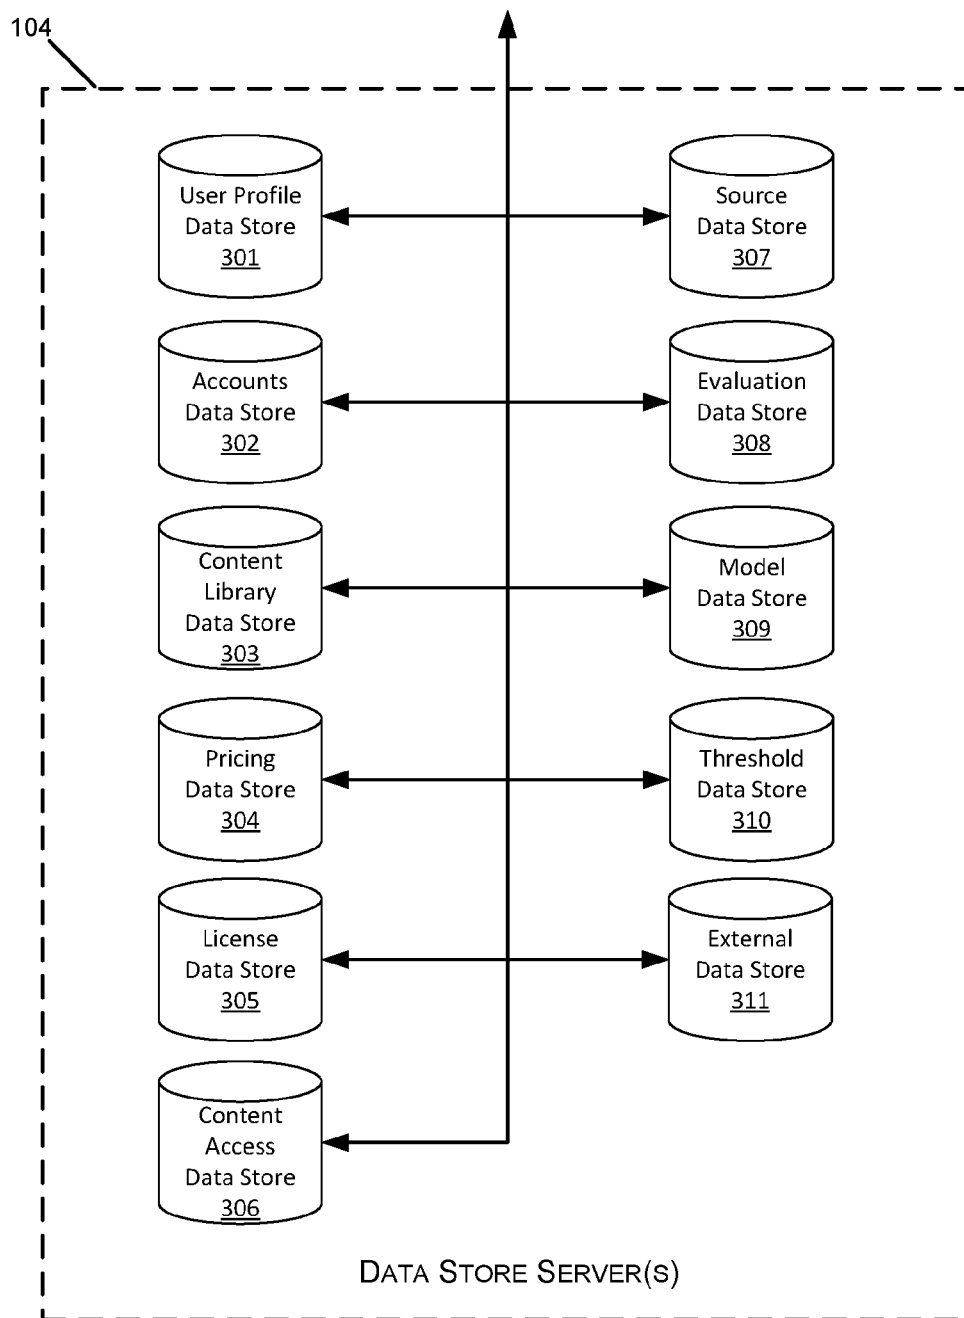 104
User Profile
Data Store
301
Source
Data Store
307
Accounts
Data Store
302
Evaluation
Data Store
308
Content
Library
Data Store
303
Model
Data Store
309
Pricing
Data Store
304
Threshold
Data Store
310
License
Data Store
305
External
Data Store
311
Content
Access
Data Store
306
DATA STORE SERVER(S)